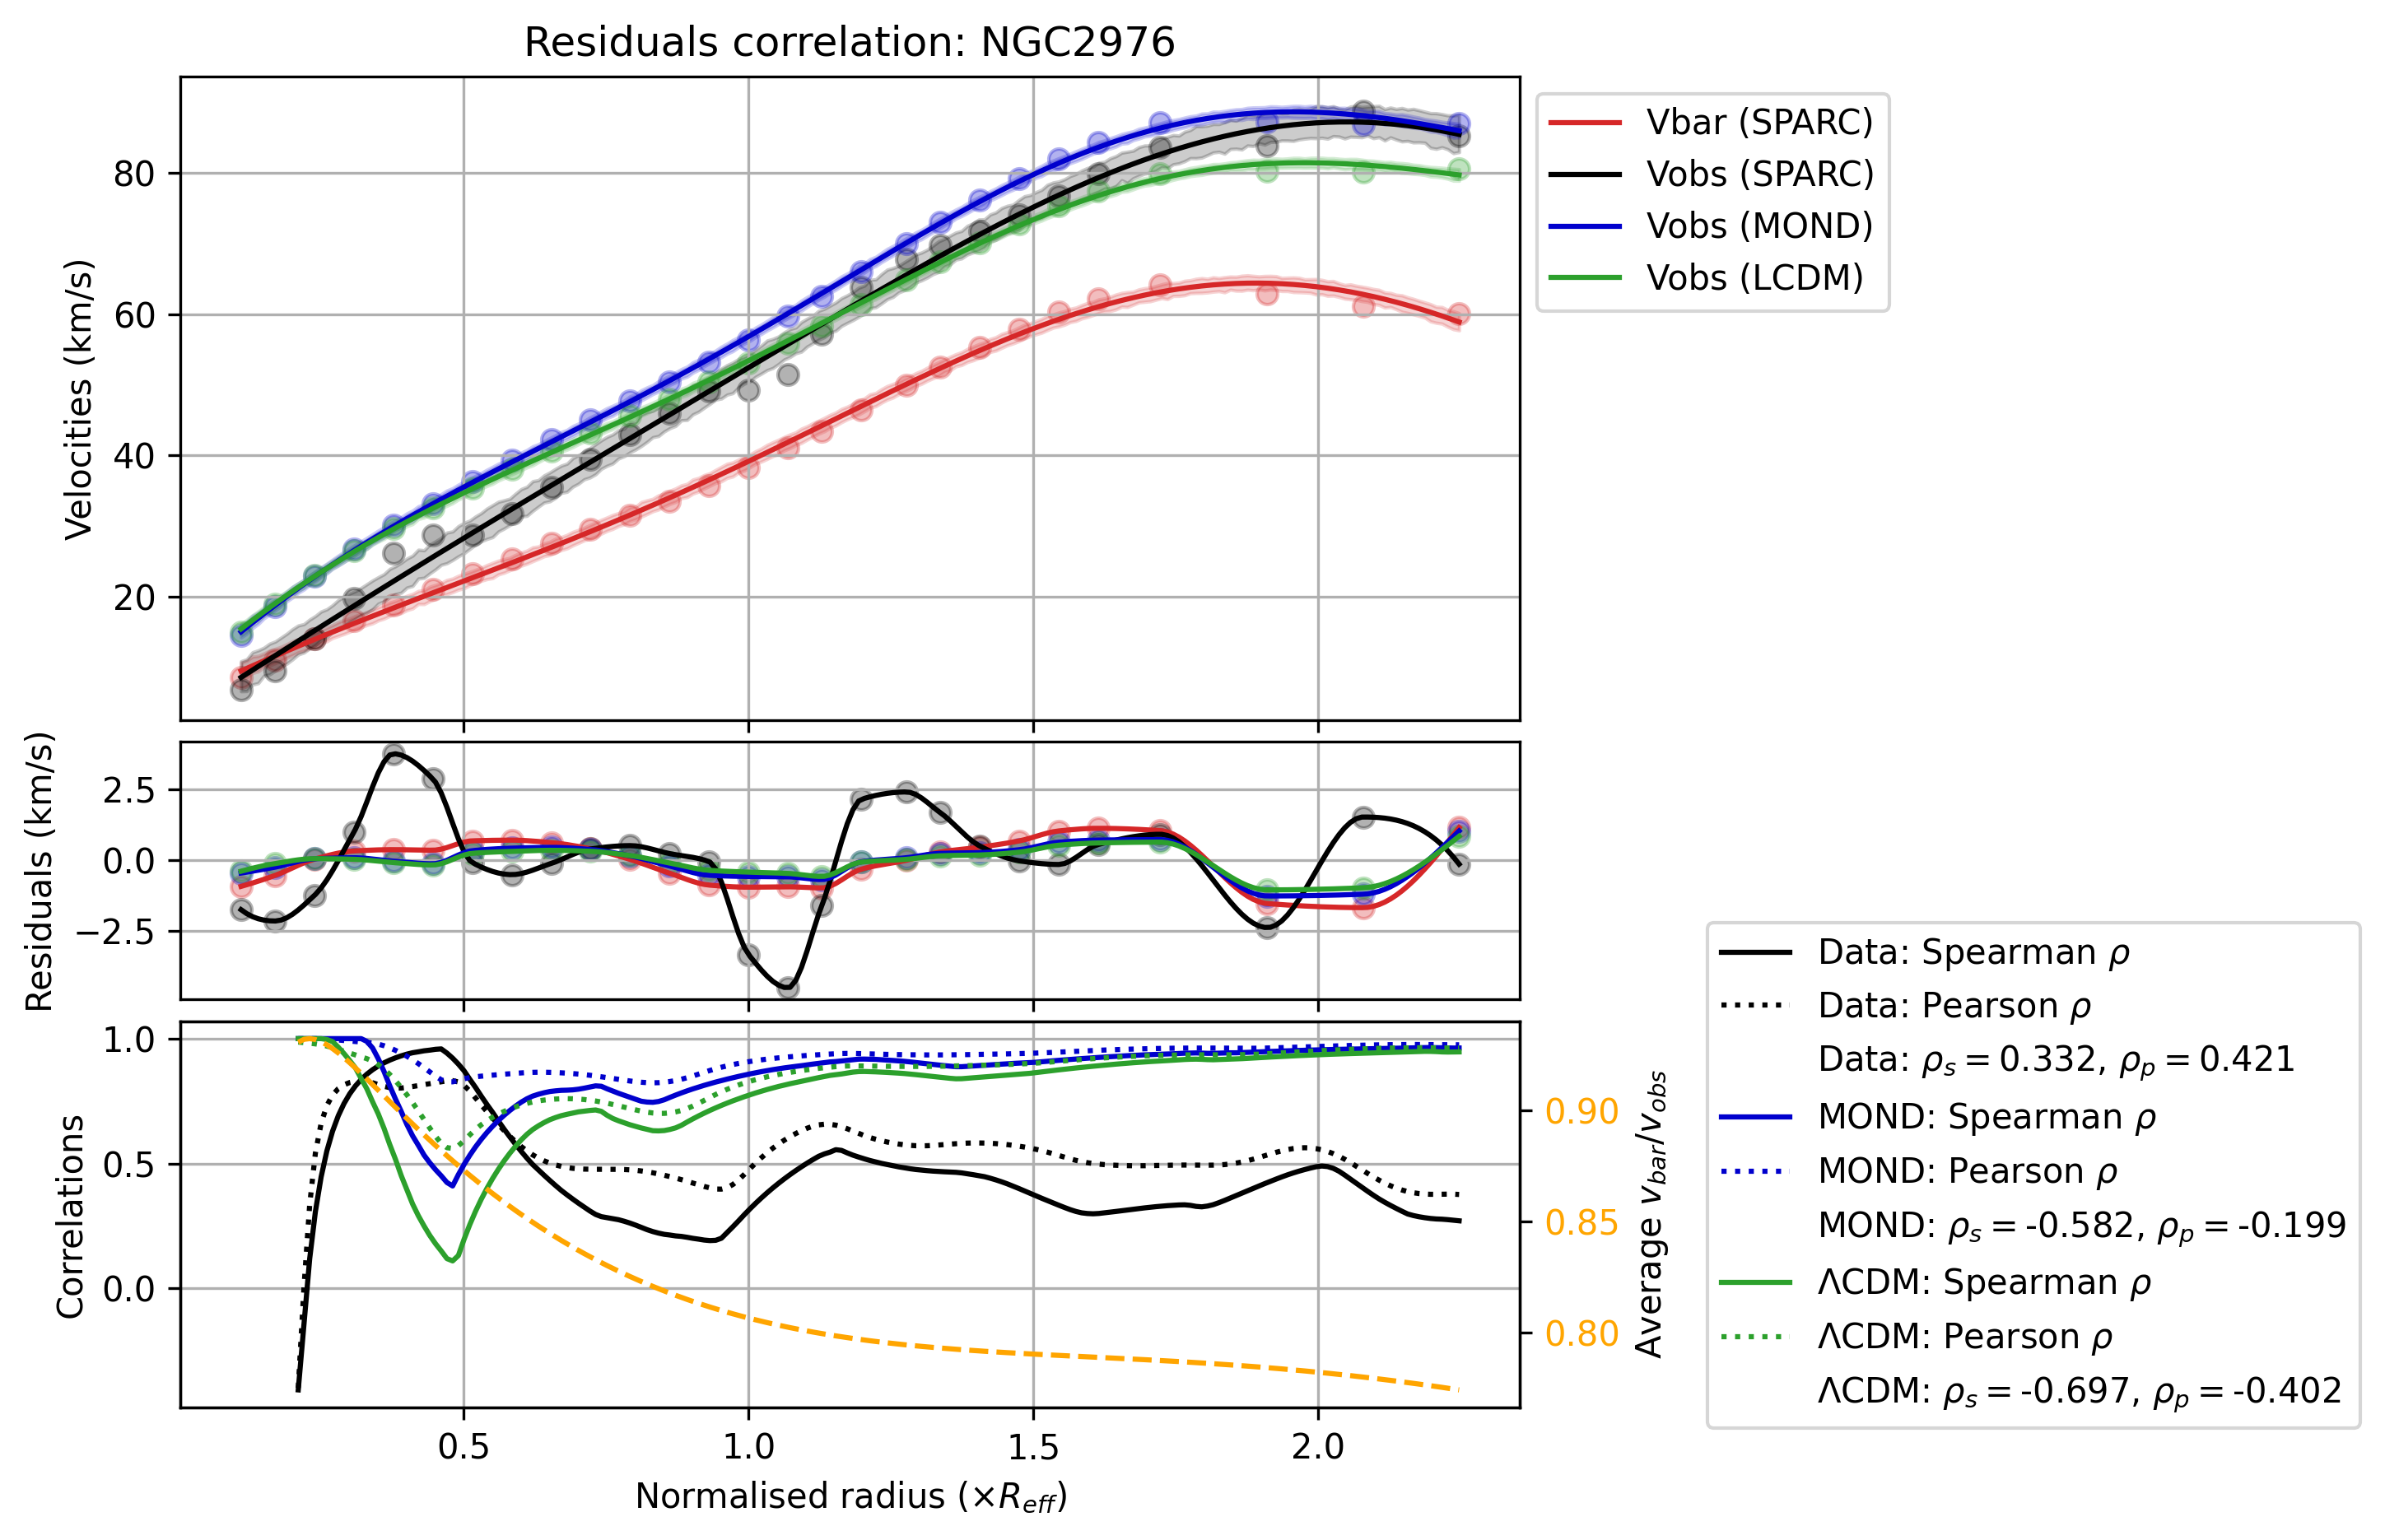 Residuals correlation: NGC2976
Velocities (km/s)
80
60
40
20
Vbar (SPARC)
Vobs (SPARC)
Vobs (MOND)
Vobs (LCDM)
Residuals (km/s)
2.5
0.0
−2.5
Correlations
1.0
0.5
0.0
0.90
0.85
0.80
Average v_bar/v_obs
0.5 1.0 1.5 2.0
Normalised radius (×R_eff)
Data: Spearman ρ
Data: Pearson ρ
Data: ρ_s = 0.332, ρ_p = 0.421
MOND: Spearman ρ
MOND: Pearson ρ
MOND: ρ_s = -0.582, ρ_p = -0.199
ΛCDM: Spearman ρ
ΛCDM: Pearson ρ
ΛCDM: ρ_s = -0.697, ρ_p = -0.402